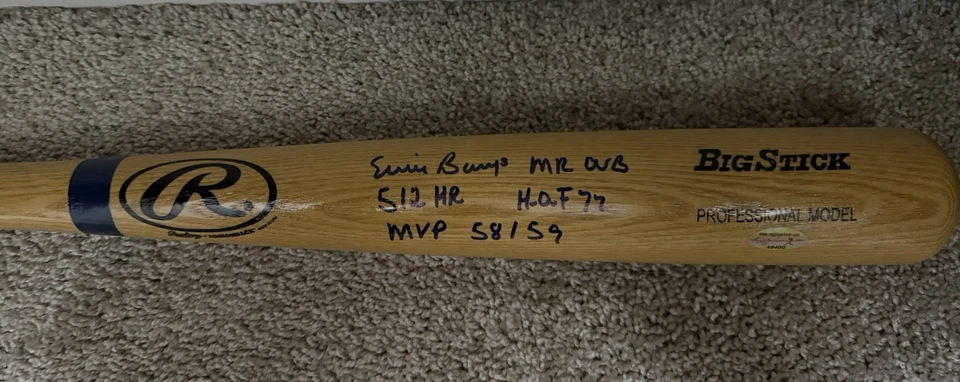 Ernie Banks MR CUB
512 HR H.O.F 77
MVP 58/59
R.
BIGSTICK
PROFESSIONAL MODEL